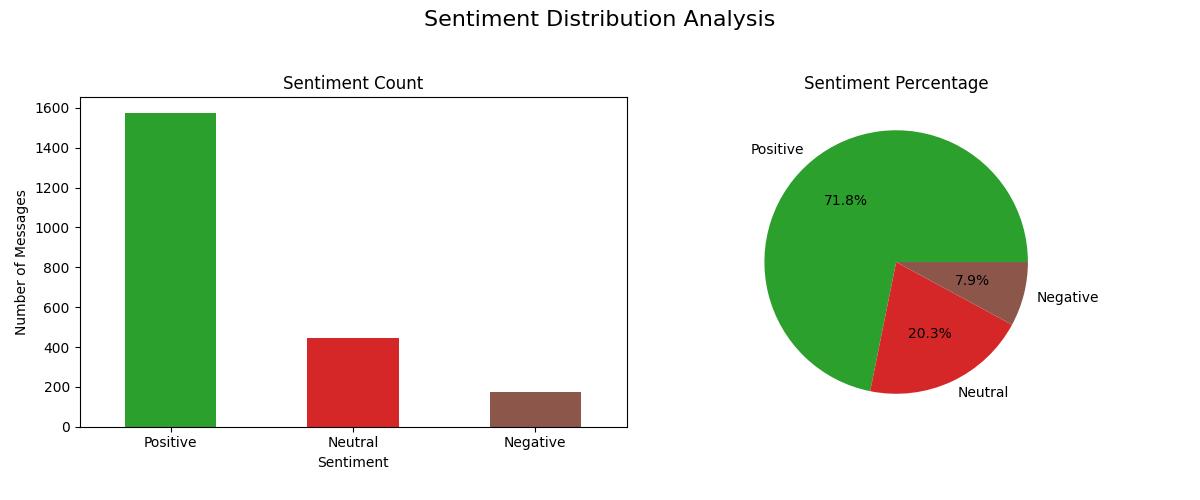 Sentiment Distribution Analysis
Sentiment Count
1600
1400
1200
1000
800
600
400
200
0
Number of Messages
Positive
Neutral
Negative
Sentiment
Sentiment Percentage
Positive
71.8%
7.9%
Negative
20.3%
Neutral